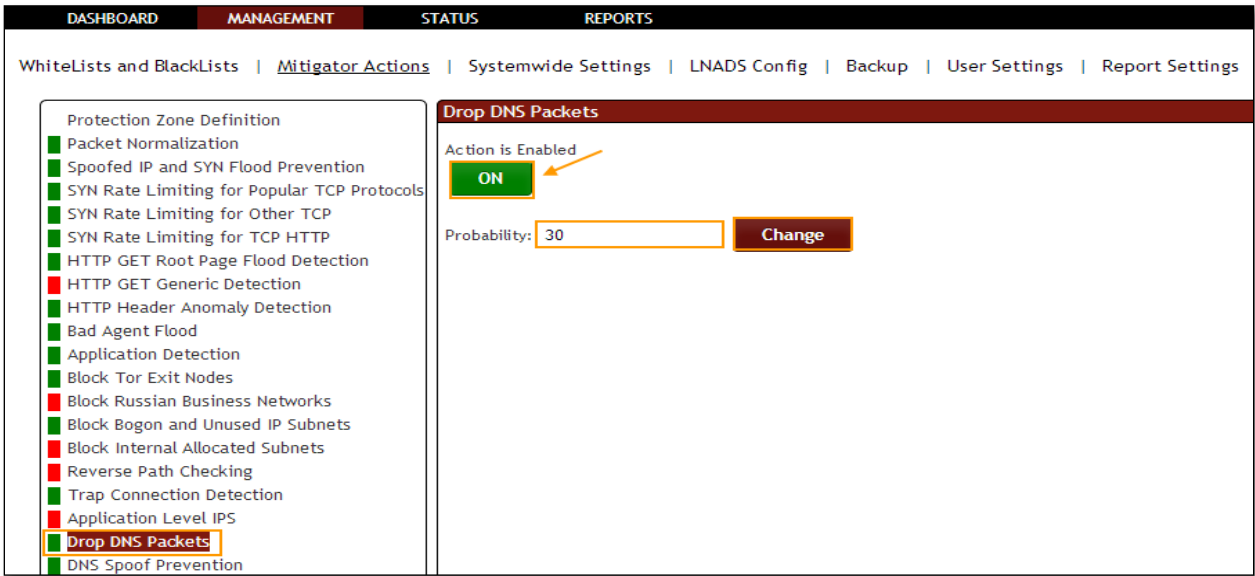 DASHBOARD MANAGEMENT STATUS REPORTS
WhiteLists and BlackLists | Mitigator Actions | Systemwide Settings | LNADS Config | Backup | User Settings | Report Settings
Protection Zone Definition
Packet Normalization
Spoofed IP and SYN Flood Prevention
SYN Rate Limiting for Popular TCP Protocols
SYN Rate Limiting for Other TCP
SYN Rate Limiting for TCP HTTP
HTTP GET Root Page Flood Detection
HTTP GET Generic Detection
HTTP Header Anomaly Detection
Bad Agent Flood
Application Detection
Block Tor Exit Nodes
Block Russian Business Networks
Block Bogon and Unused IP Subnets
Block Internal Allocated Subnets
Reverse Path Checking
Trap Connection Detection
Application Level IPS
Drop DNS Packets
DNS Spoof Prevention
Drop DNS Packets
Action is Enabled
ON
Probability: 30 Change